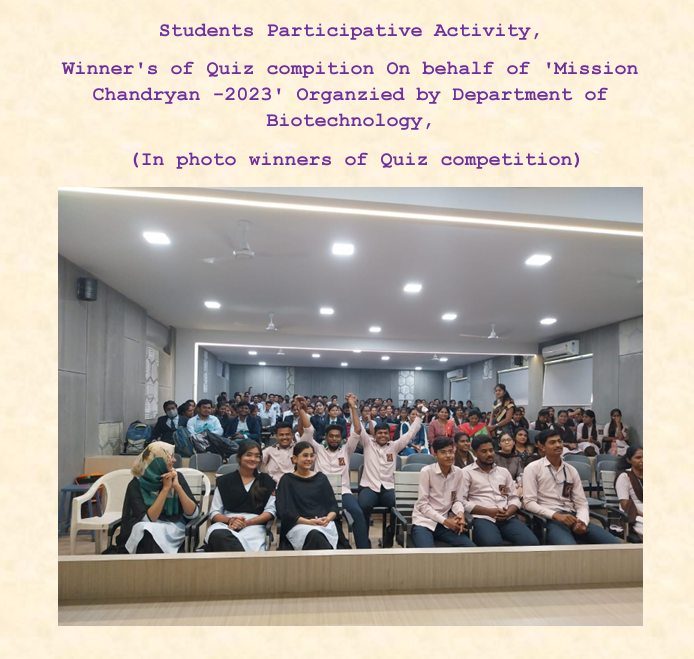 Students Participative Activity,
Winner's of Quiz compition On behalf of 'Mission
Chandryan -2023' Organzied by Department of
Biotechnology,
(In photo winners of Quiz competition)